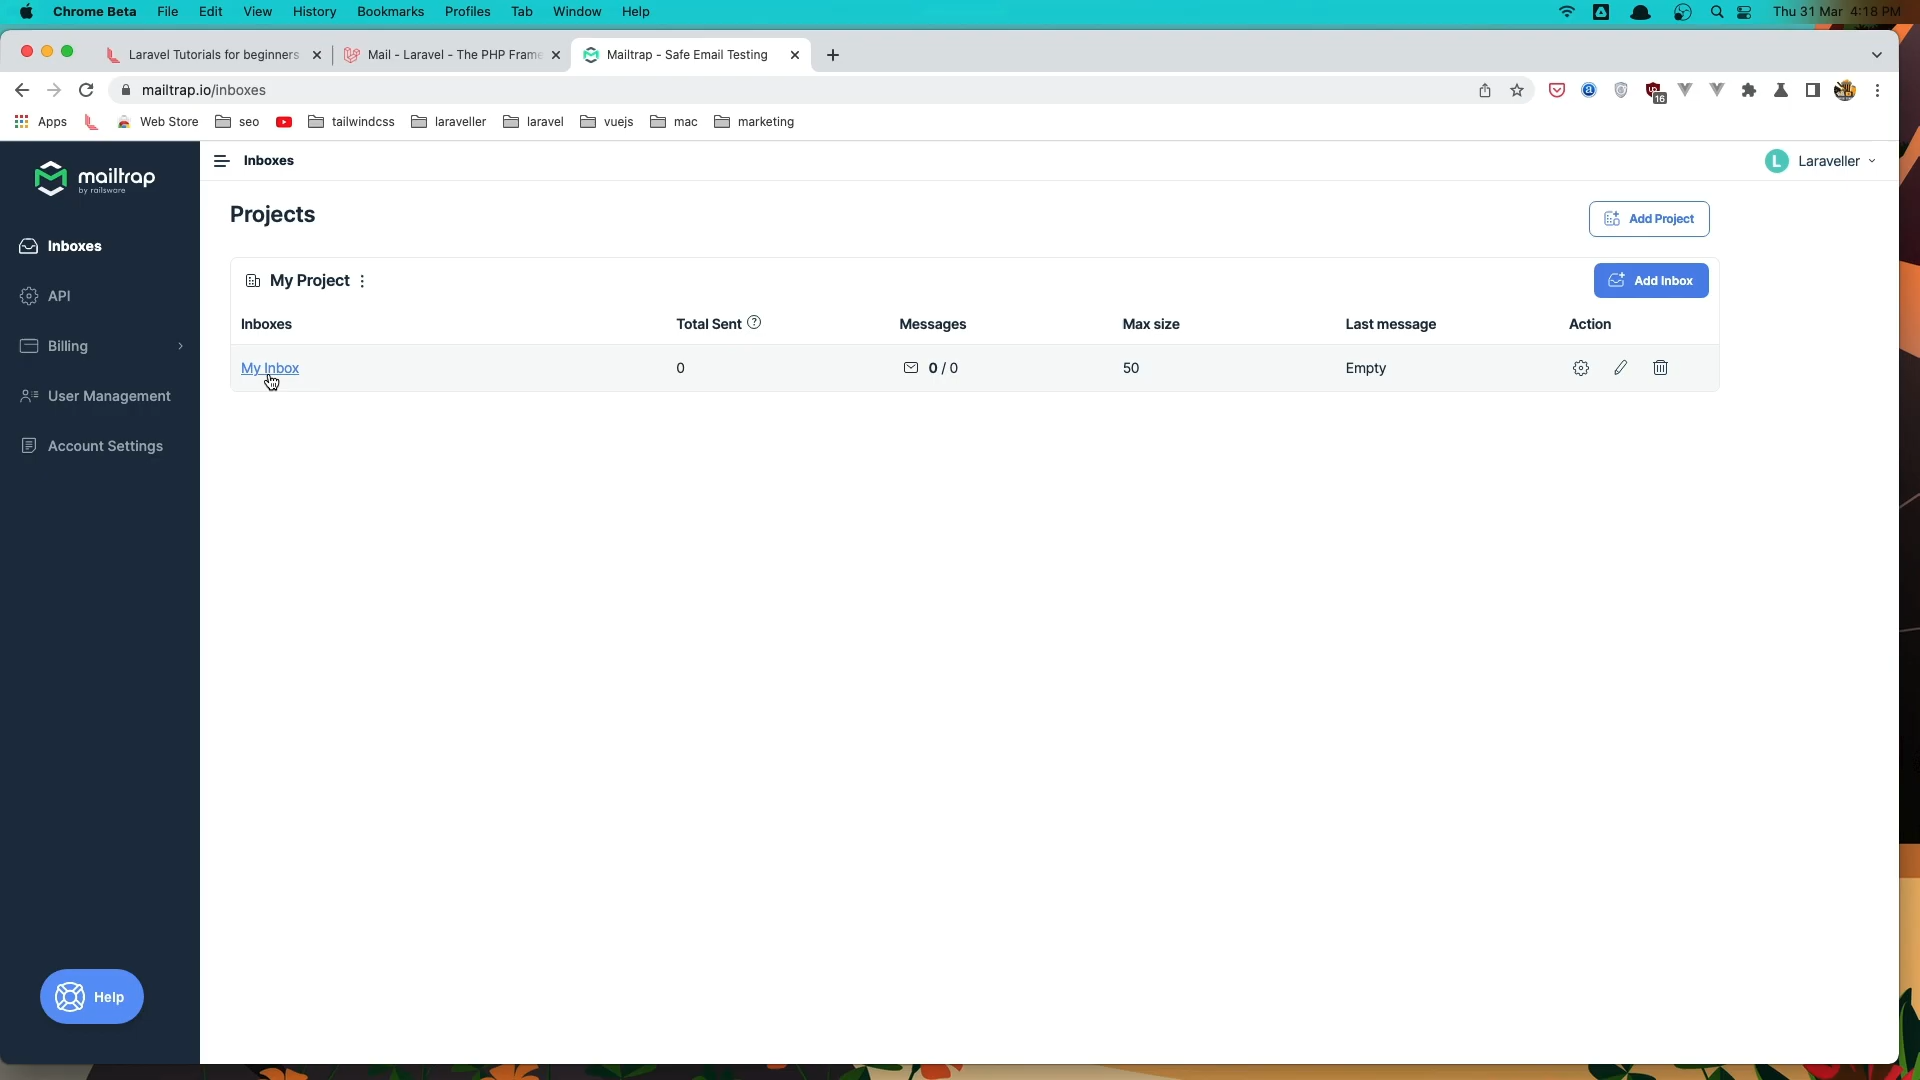 Chrome Beta File Edit View History Bookmarks Profiles Tab Window Help Thu 31 Mar 4:18 PM
Laravel Tutorials for beginners Mail - Laravel - The PHP Frame Mailtrap - Safe Email Testing
mailtrap.io/inboxes 16
Apps Web Store seo tailwindcss laraveller laravel vuejs mac marketing
mailtrap
by railsware
Inboxes
L Laraveller
Projects
Add Project
Inboxes
API
Billing
User Management
Account Settings
My Project
Add Inbox
Inboxes Total Sent ? Messages Max size Last message Action
My Inbox 0 0 / 0 50 Empty
Help